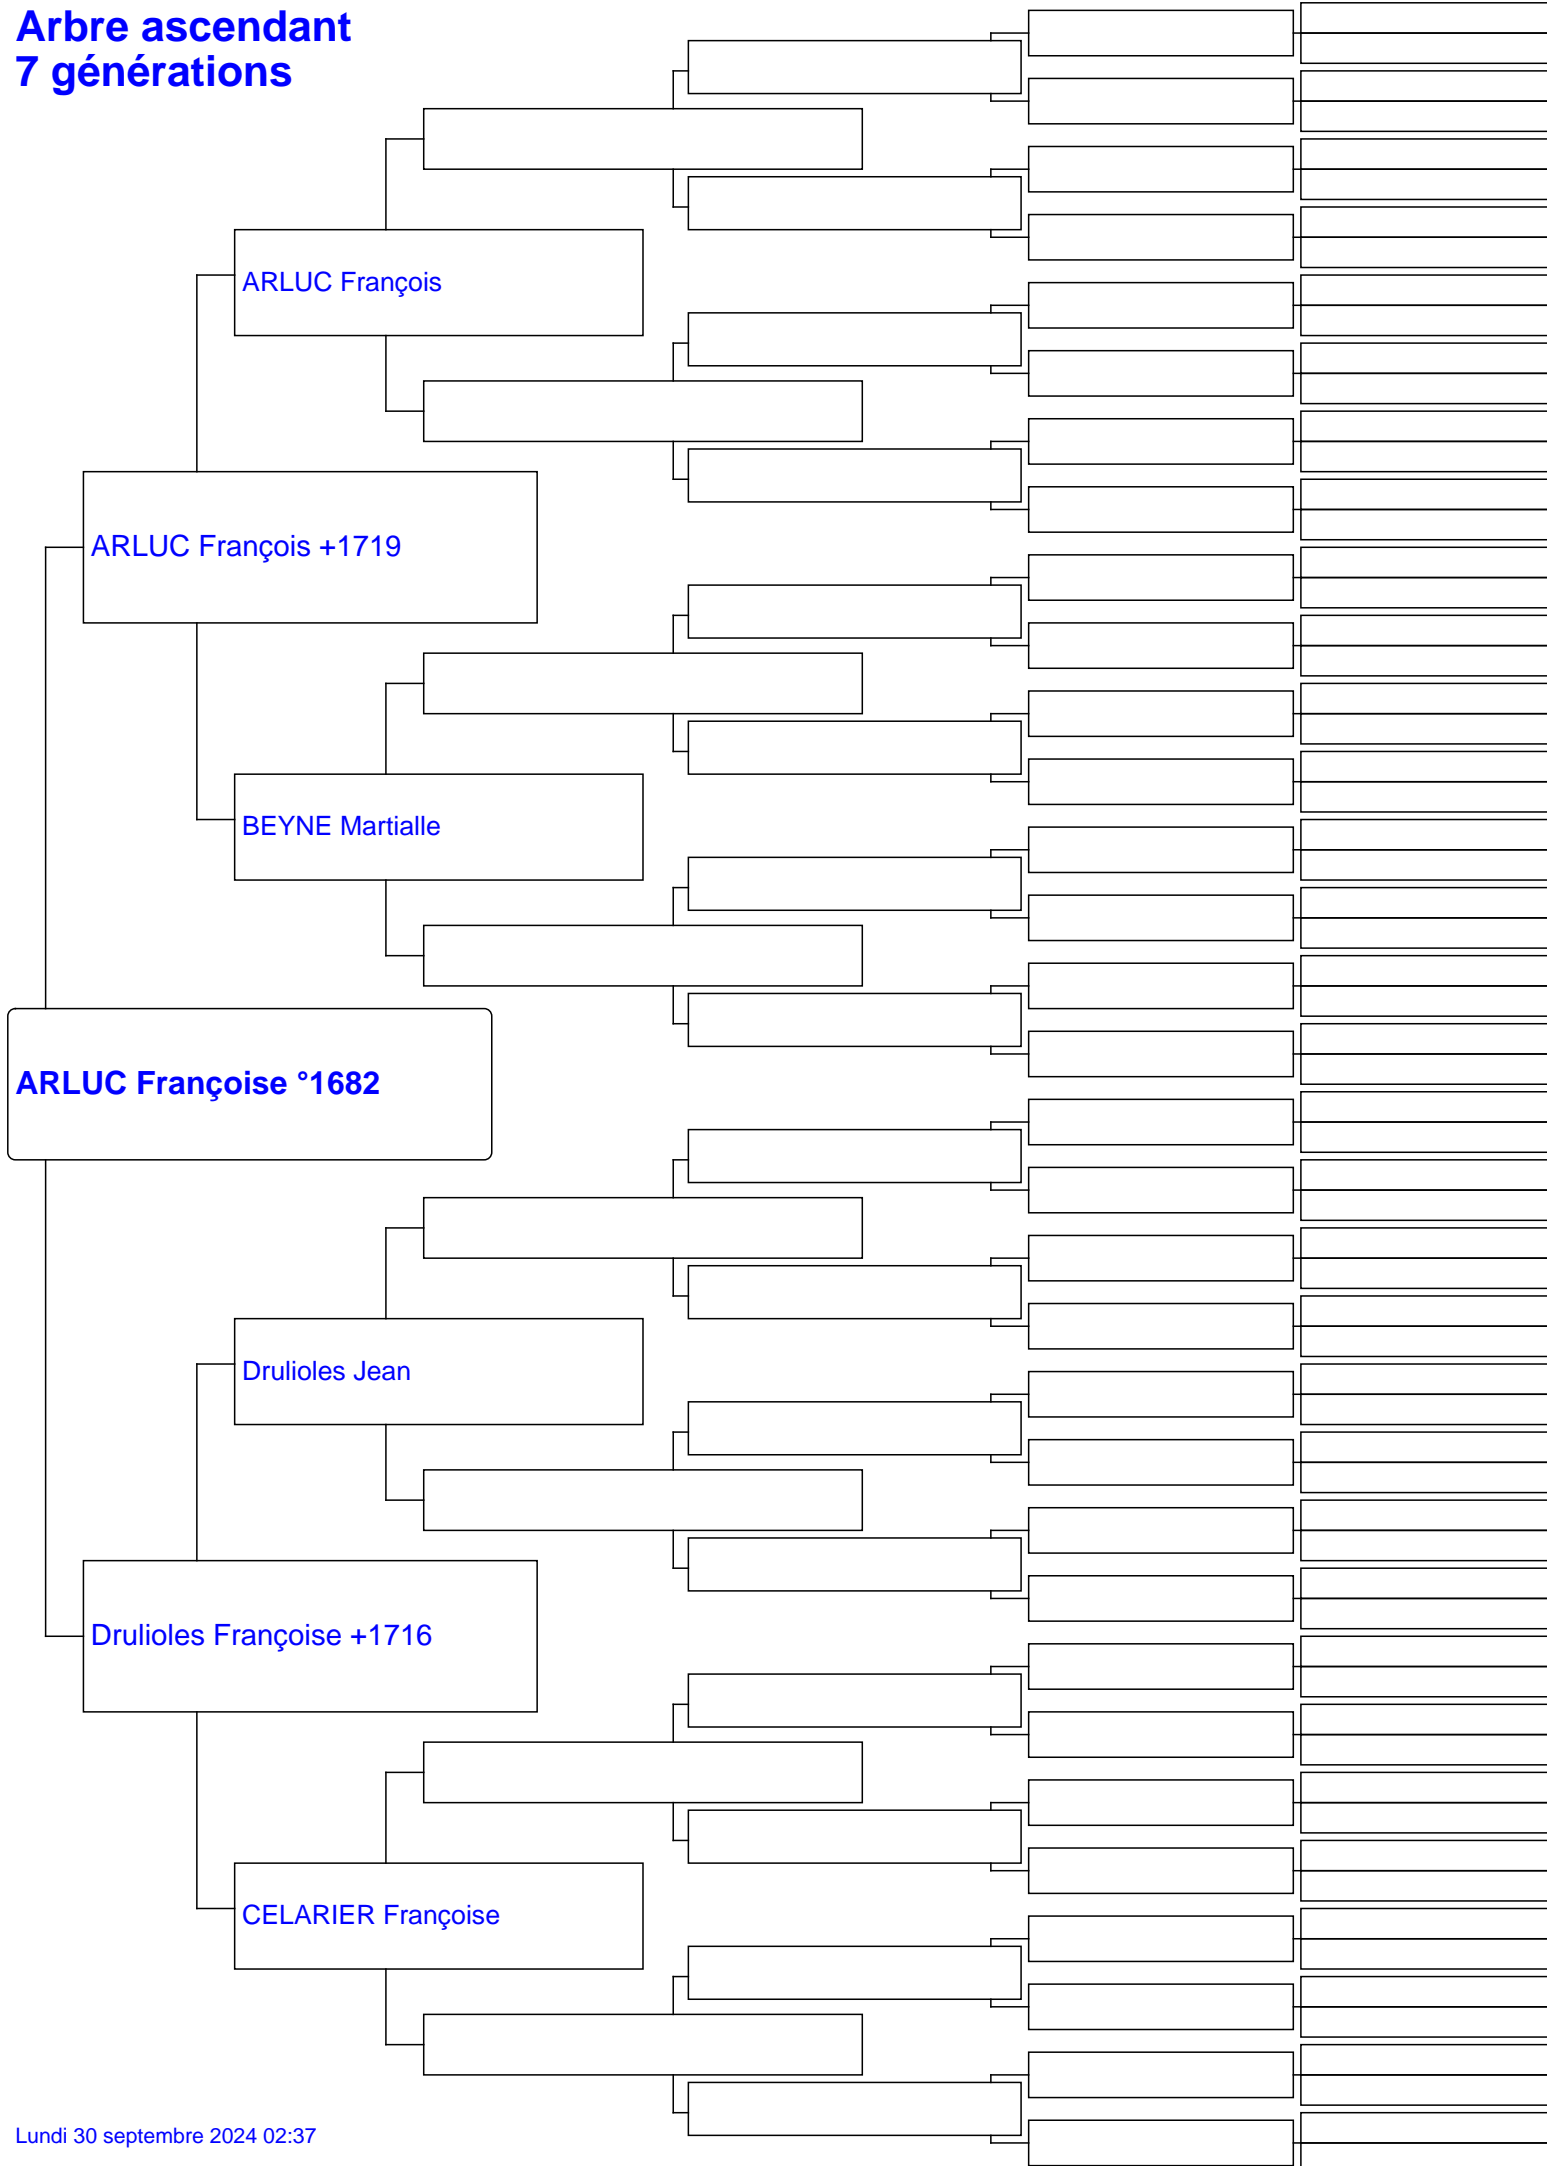 Arbre ascendant
7 générations
ARLUC François
ARLUC François +1719
BEYNE Martialle
ARLUC Françoise °1682
Drulioles Jean
Drulioles Françoise +1716
CELARIER Françoise
Lundi 30 septembre 2024 02:37